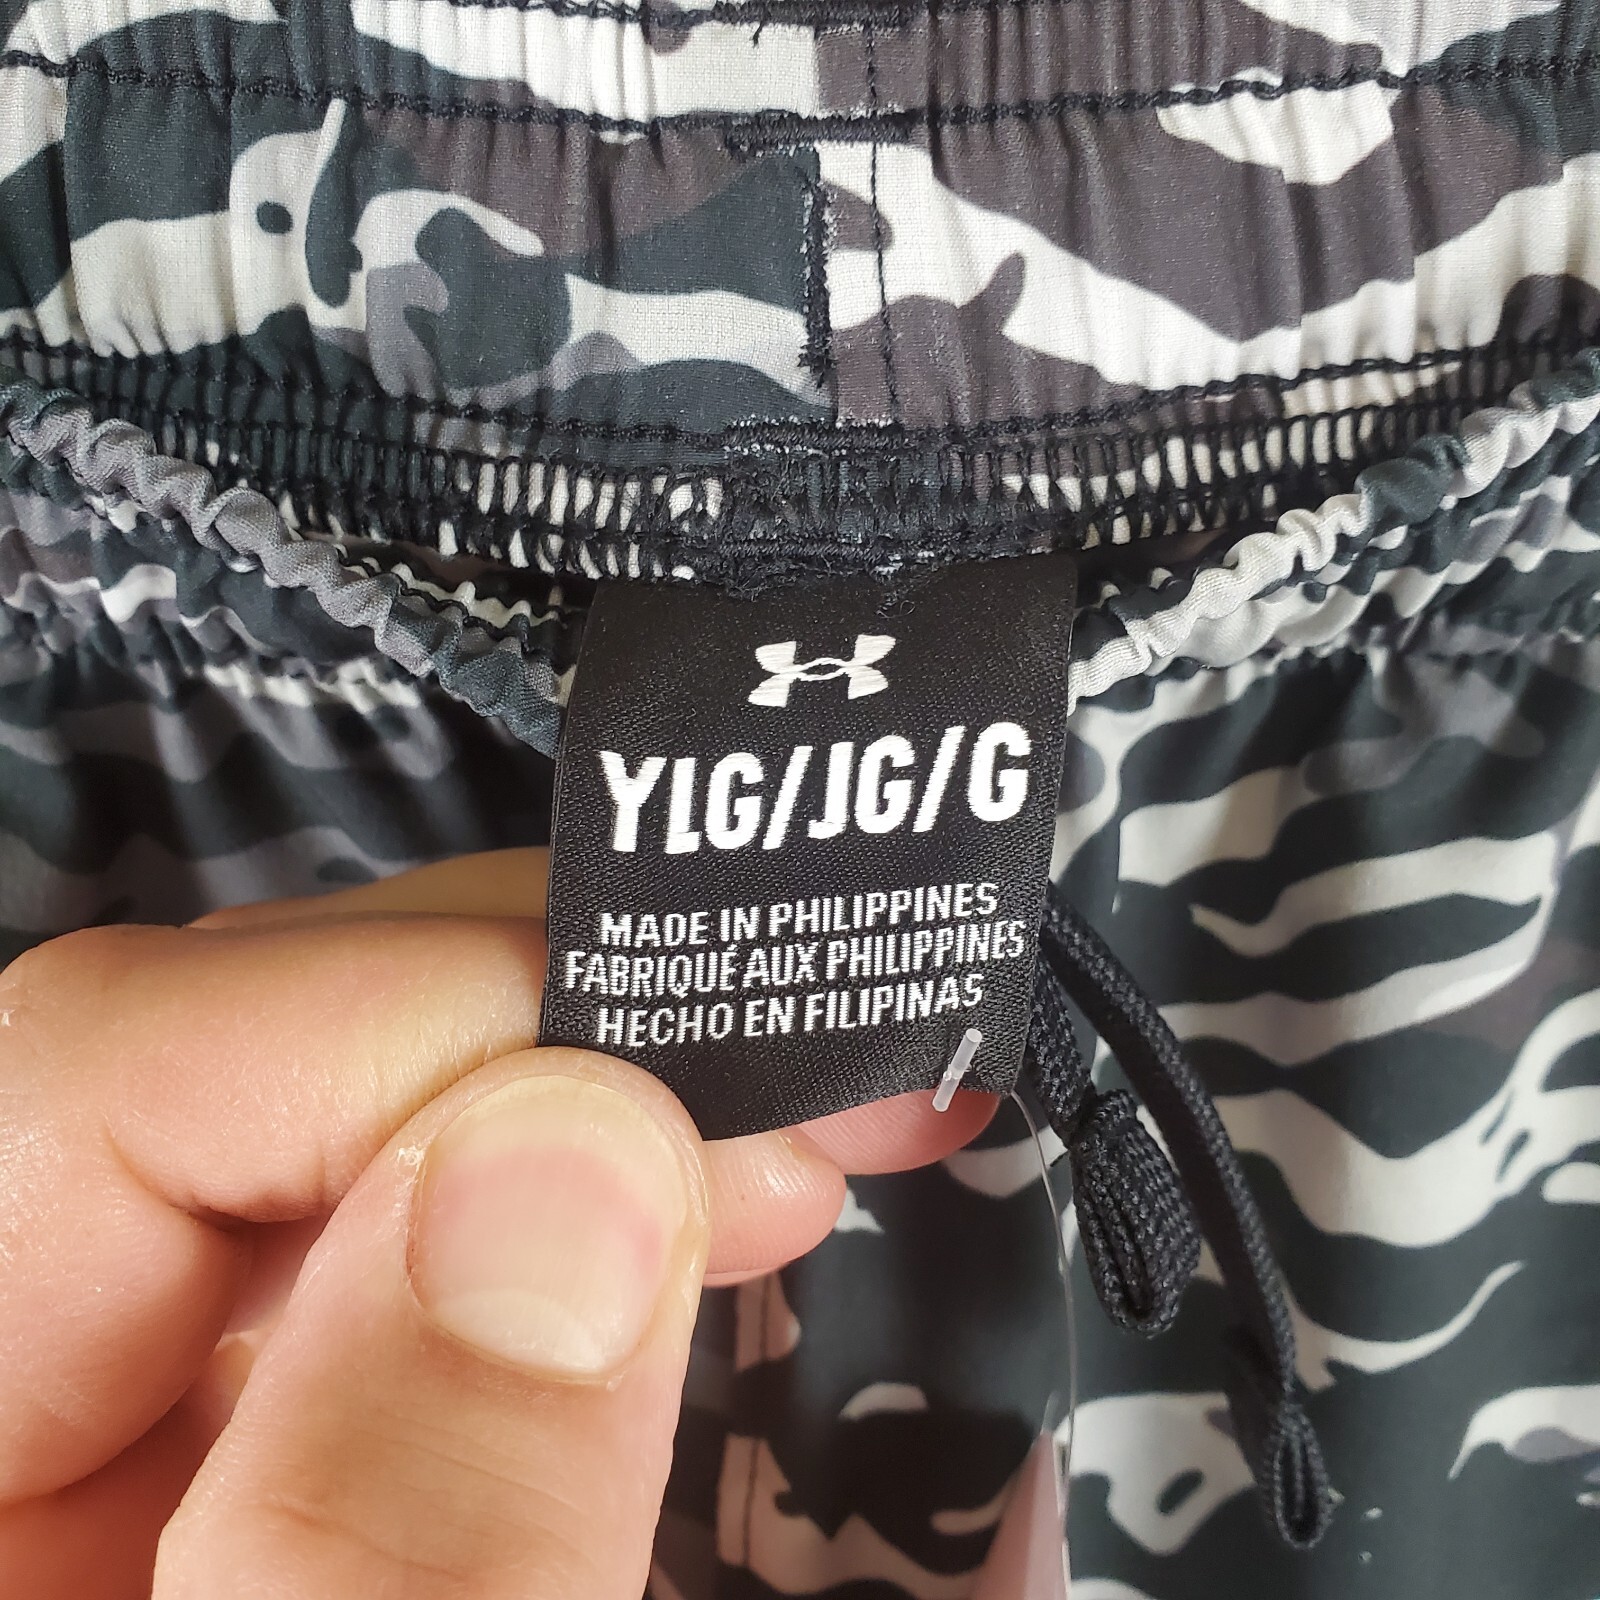 YLG/JG/G
MADE IN PHILIPPINES
FABRIQUÉ AUX PHILIPPINES
HECHO EN FILIPINAS